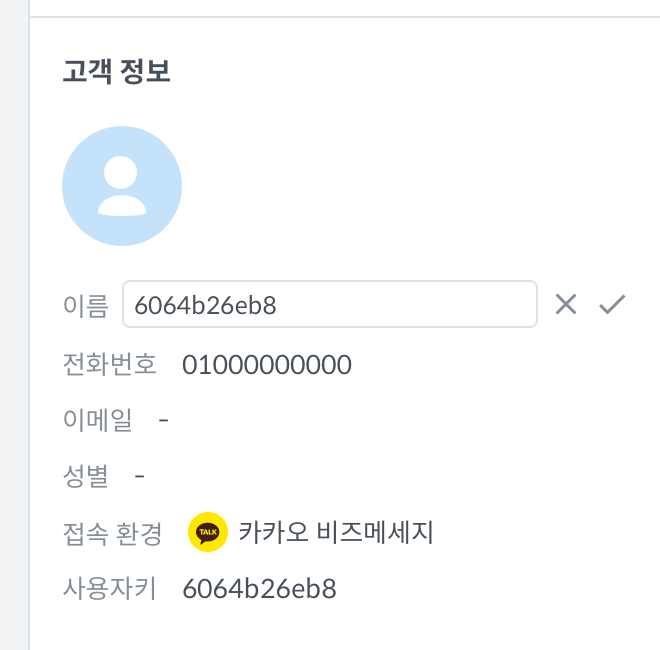 고객 정보
이름 6064b26eb8
전화번호 01000000000
이메일 -
성별 -
접속 환경 TALK 카카오 비즈메세지
사용자키 6064b26eb8